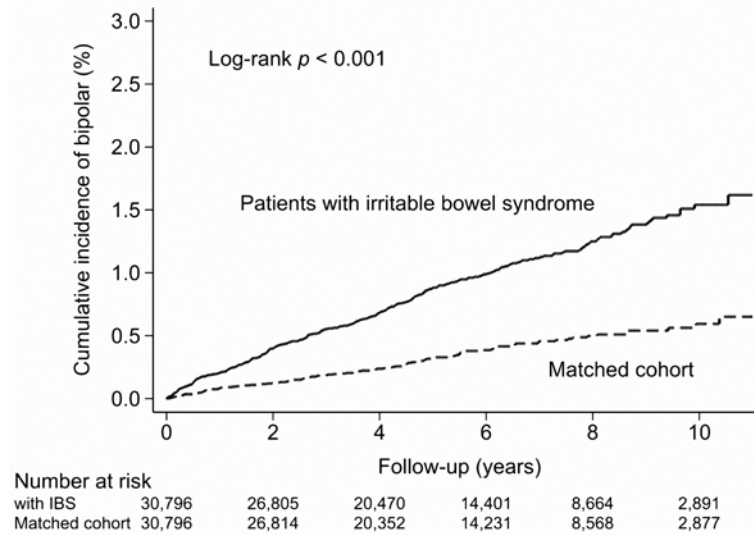 3.0
Log-rank p < 0.001
2.5
2.0
Patients with irritable bowel syndrome
1.5
1.0
0.5
Matched cohort
0.0
Cumulative incidence of bipolar (%)
0 2 4 6 8 10
Follow-up (years)
Number at risk
with IBS 30,796 26,805 20,470 14,401 8,664 2,891
Matched cohort 30,796 26,814 20,352 14,231 8,568 2,877